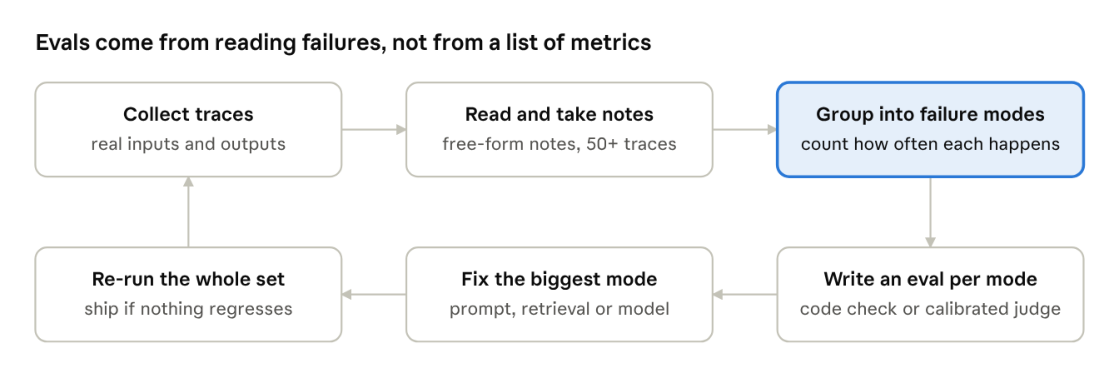 Evals come from reading failures, not from a list of metrics
Collect traces
real inputs and outputs
Read and take notes
free-form notes, 50+ traces
Group into failure modes
count how often each happens
Re-run the whole set
ship if nothing regresses
Fix the biggest mode
prompt, retrieval or model
Write an eval per mode
code check or calibrated judge